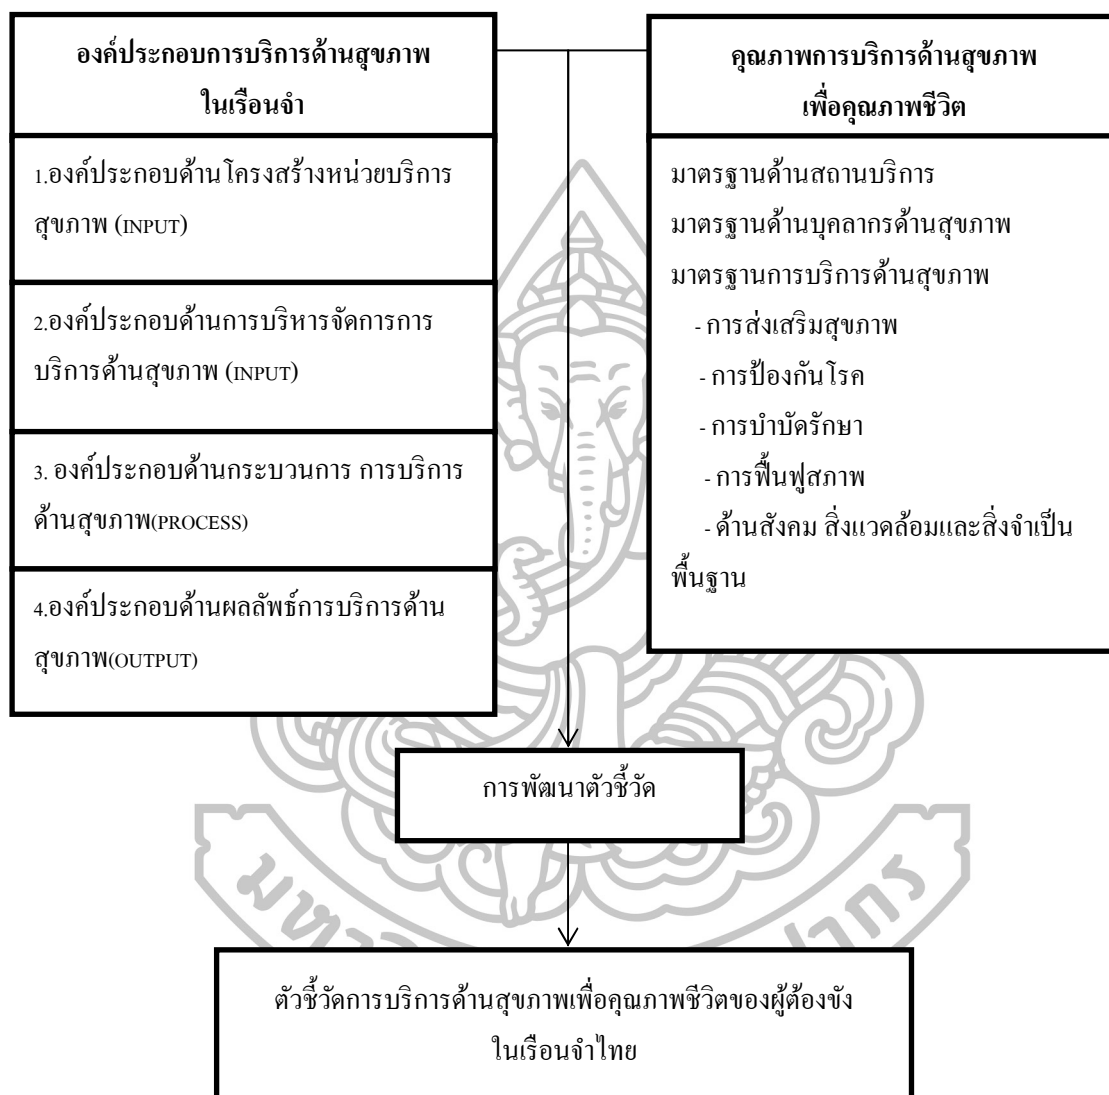 องค์ประกอบการบริการด้านสุขภาพ
ในเรือนจำ
1.องค์ประกอบด้านโครงสร้างหน่วยบริการ
สุขภาพ (INPUT)
2.องค์ประกอบด้านการบริหารจัดการการ
บริการด้านสุขภาพ (INPUT)
3. องค์ประกอบด้านกระบวนการ การบริการ
ด้านสุขภาพ(PROCESS)
4.องค์ประกอบด้านผลลัพธ์การบริการด้าน
สุขภาพ(OUTPUT)
คุณภาพการบริการด้านสุขภาพ
เพื่อคุณภาพชีวิต
มาตรฐานด้านสถานบริการ
มาตรฐานด้านบุคลากรด้านสุขภาพ
มาตรฐานการบริการด้านสุขภาพ
- การส่งเสริมสุขภาพ
- การป้องกันโรค
- การบำบัดรักษา
- การฟื้นฟูสภาพ
- ด้านสังคม สิ่งแวดล้อมและสิ่งจำเป็น
พื้นฐาน
การพัฒนาตัวชี้วัด
ตัวชี้วัดการบริการด้านสุขภาพเพื่อคุณภาพชีวิตของผู้ต้องขัง
ในเรือนจำไทย